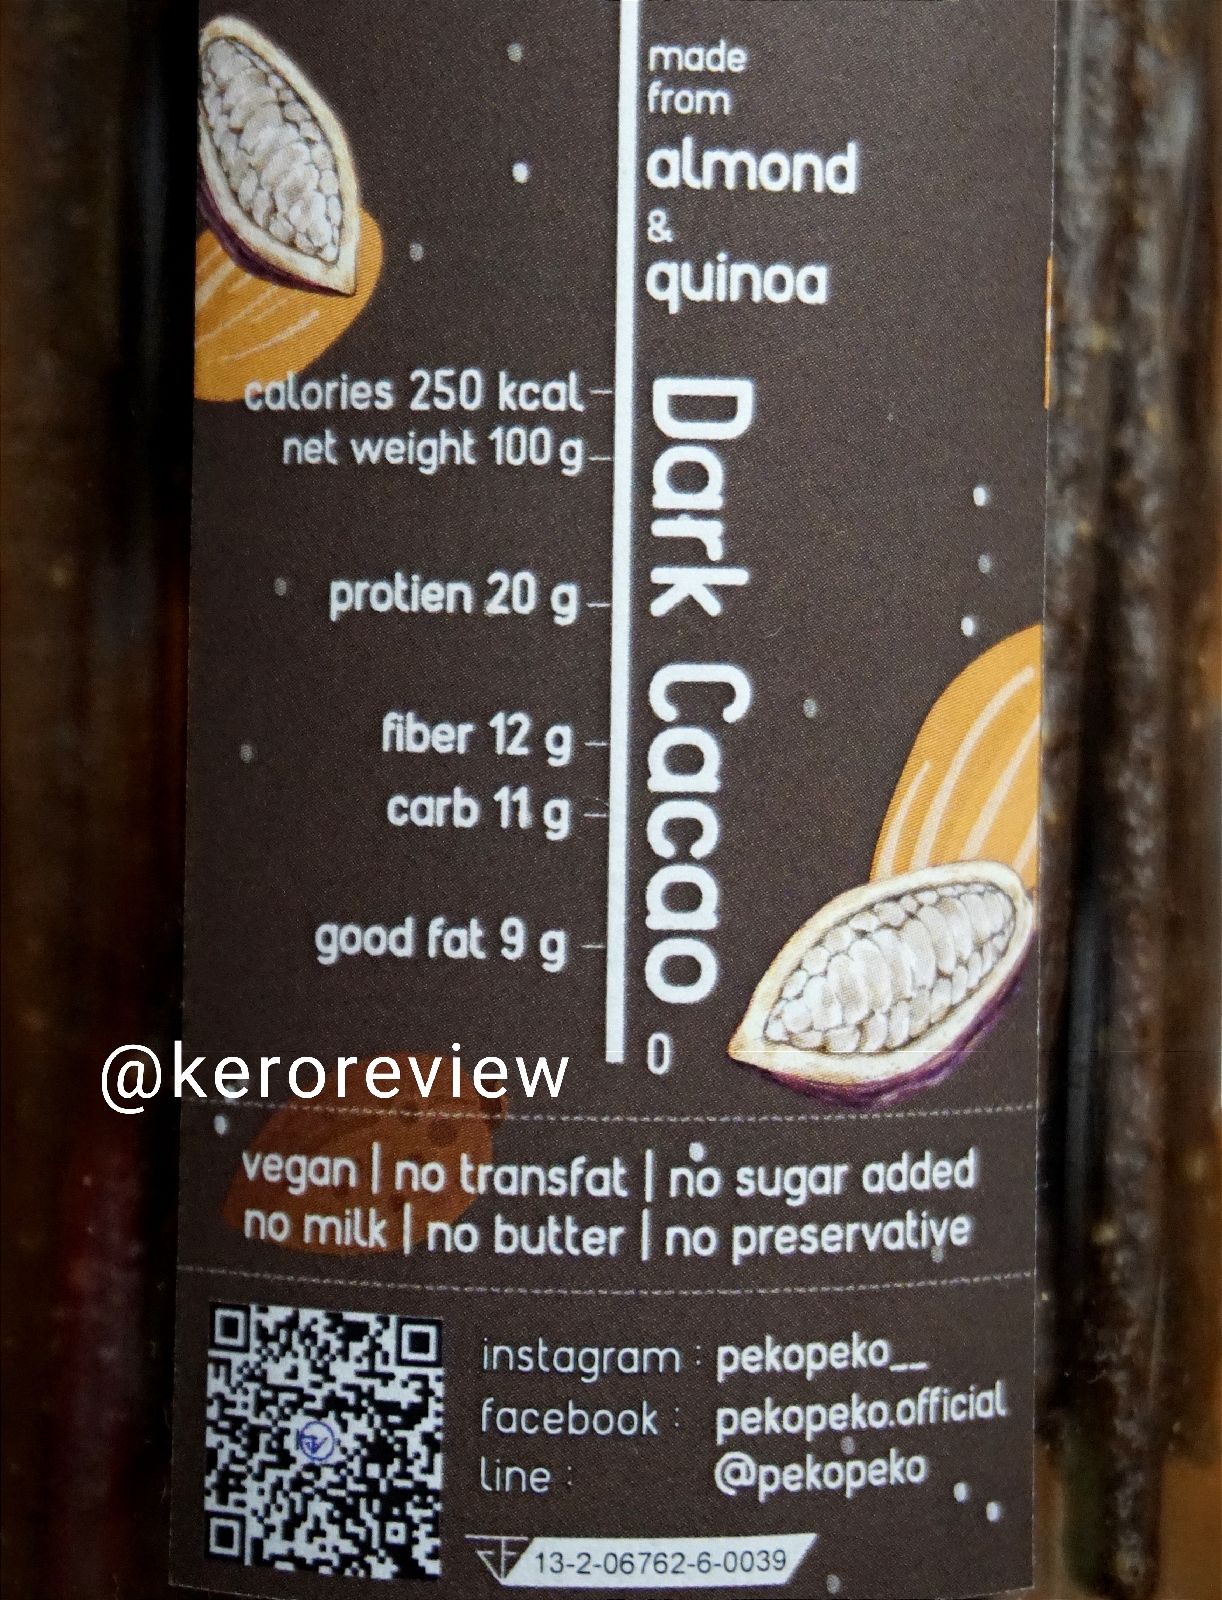 made
from
almond
&
quinoa
Dark Cacao
0
calories 250 kcal
net weight 100 g
protien 20 g
fiber 12 g
carb 11 g
good fat 9 g
@keroreview
vegan | no transfat | no sugar added
no milk | no butter | no preservative
instagram : pekopeko__
facebook : pekopeko.official
line : @pekopeko
13-2-06762-6-0039